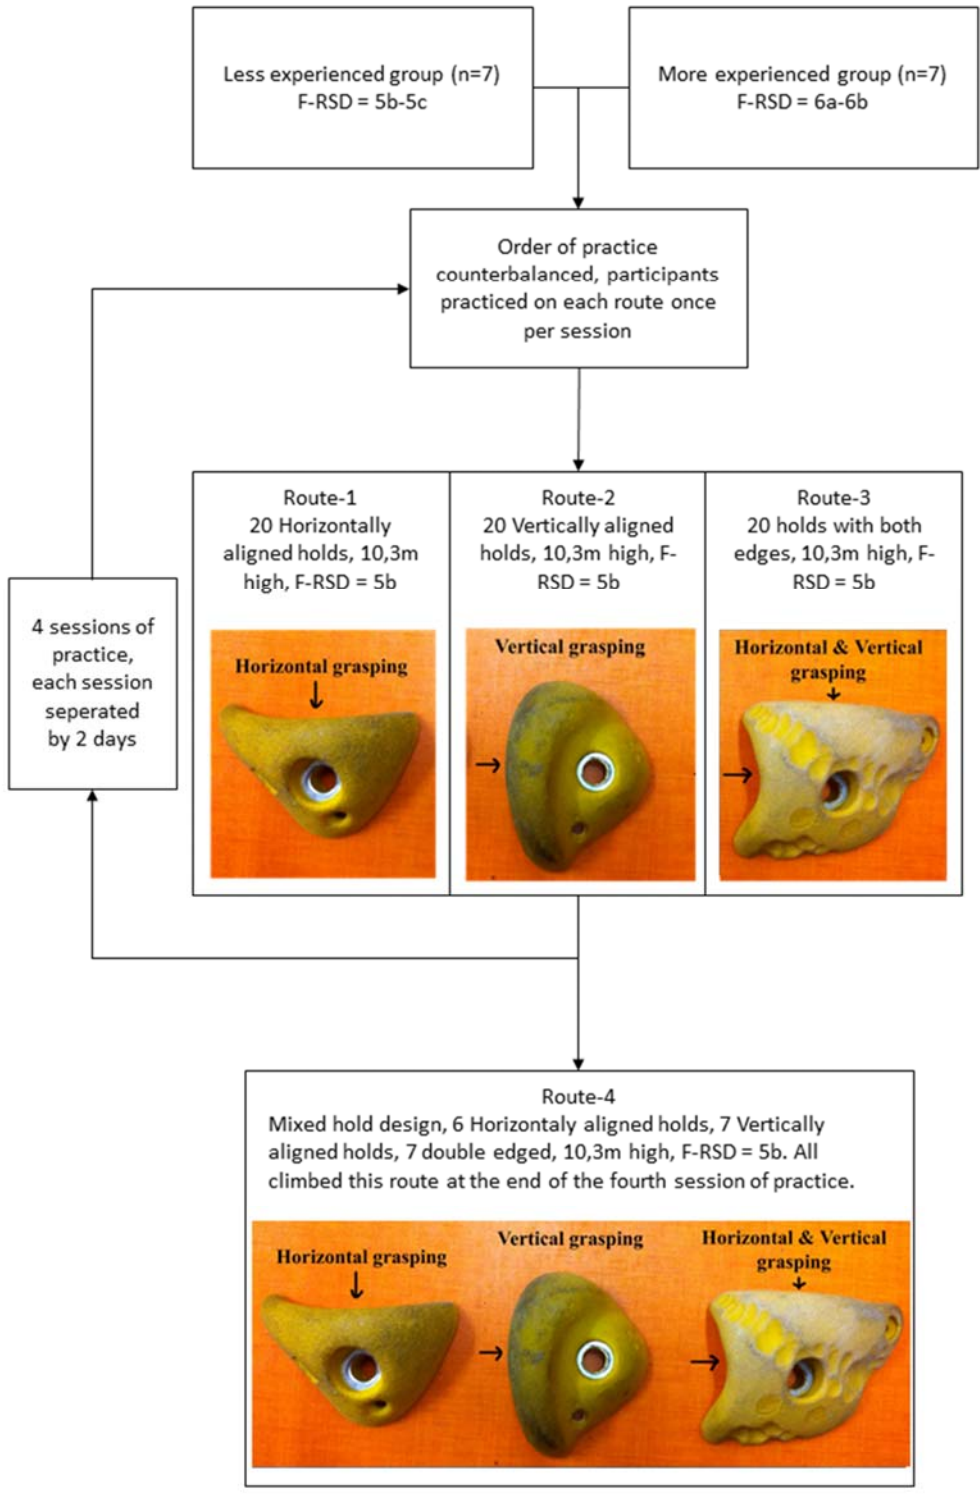 Less experienced group (n=7)
F-RSD = 5b-5c
More experienced group (n=7)
F-RSD = 6a-6b
Order of practice
counterbalanced, participants
practiced on each route once
per session
4 sessions of
practice,
each session
seperated
by 2 days
Route-1
20 Horizontally
aligned holds, 10,3m
high, F-RSD = 5b
Horizontal grasping
Route-2
20 Vertically aligned
holds, 10,3m high, F-
RSD = 5b
Vertical grasping
Route-3
20 holds with both
edges, 10,3m high, F-
RSD = 5b
Horizontal & Vertical
grasping
Route-4
Mixed hold design, 6 Horizontaly aligned holds, 7 Vertically
aligned holds, 7 double edged, 10,3m high, F-RSD = 5b. All
climbed this route at the end of the fourth session of practice.
Horizontal grasping
Vertical grasping
Horizontal & Vertical
grasping